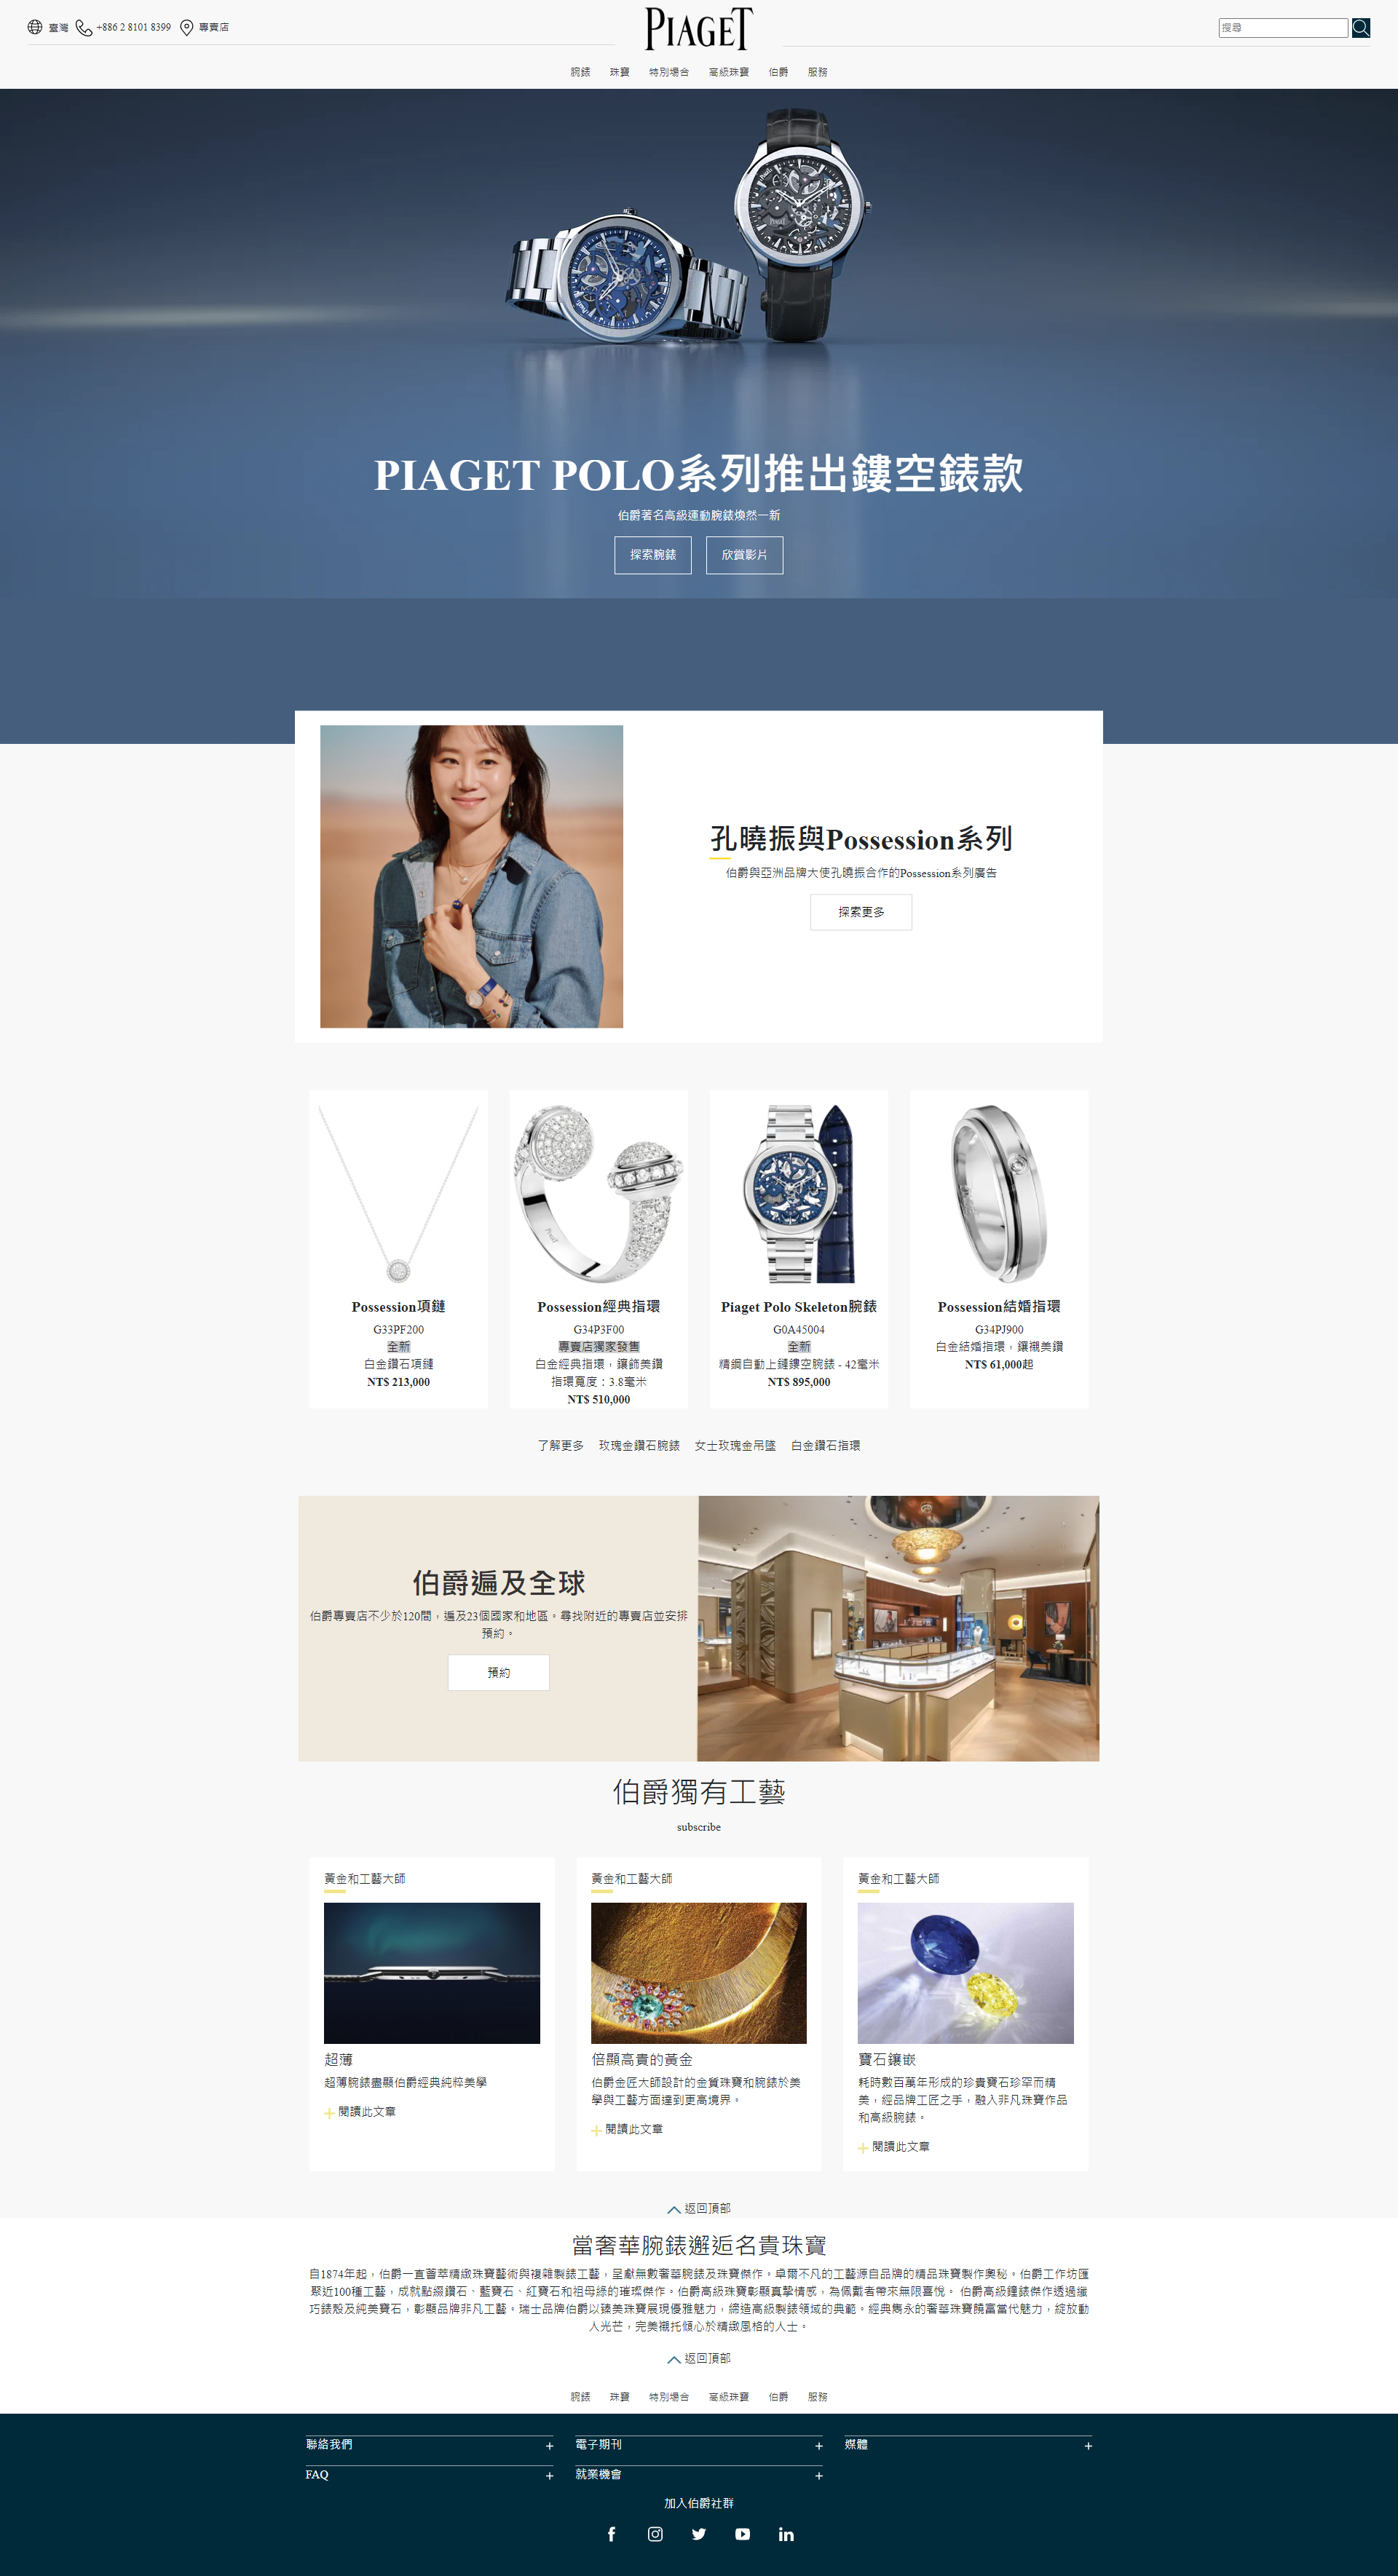 臺灣 +886 2 8101 8399 專賣店
PIAGET
搜尋
腕錶 珠寶 特別場合 高級珠寶 伯爵 服務
PIAGET POLO系列推出鏤空錶款
伯爵著名高級運動腕錶煥然一新
探索腕錶 欣賞影片
孔曉振與Possession系列
伯爵與亞洲品牌大使孔曉振合作的Possession系列廣告
探索更多
Possession項鏈
G33PF200
全新
白金鑽石項鏈
NT$ 213,000
Possession經典指環
G34P3F00
專賣店獨家發售
白金經典指環，鑲飾美鑽
指環寬度：3.8毫米
NT$ 510,000
Piaget Polo Skeleton腕錶
G0A45004
全新
精鋼自動上鏈鏤空腕錶 - 42毫米
NT$ 895,000
Possession結婚指環
G34PJ900
白金結婚指環，鑲襯美鑽
NT$ 61,000起
了解更多 玫瑰金鑽石腕錶 女士玫瑰金吊墜 白金鑽石指環
伯爵遍及全球
伯爵專賣店不少於120間，遍及23個國家和地區。尋找附近的專賣店並安排
預約。
預約
伯爵獨有工藝
subscribe
黃金和工藝大師
超薄
超薄腕錶盡顯伯爵經典純粹美學
閱讀此文章
黃金和工藝大師
倍顯高貴的黃金
伯爵金匠大師設計的金質珠寶和腕錶於美
學與工藝方面達到更高境界。
閱讀此文章
黃金和工藝大師
寶石鑲嵌
耗時數百萬年形成的珍貴寶石珍罕而精
美，經品牌工匠之手，融入非凡珠寶作品
和高級腕錶。
閱讀此文章
返回頂部
當奢華腕錶邂逅名貴珠寶
自1874年起，伯爵一直薈萃精緻珠寶藝術與複雜製錶工藝，呈獻無數奢華腕錶及珠寶傑作。卓爾不凡的工藝源自品牌的精品珠寶製作奧秘。伯爵工作坊匯
聚近100種工藝，成就點綴鑽石、藍寶石、紅寶石和祖母綠的璀璨傑作。伯爵高級珠寶彰顯真摯情感，為佩戴者帶來無限喜悅。 伯爵高級鐘錶傑作透過纖
巧錶殼及純美寶石，彰顯品牌非凡工藝。瑞士品牌伯爵以臻美珠寶展現優雅魅力，締造高級製錶領域的典範。經典雋永的奢華珠寶饒富當代魅力，綻放動
人光芒，完美襯托傾心於精緻風格的人士。
返回頂部
腕錶 珠寶 特別場合 高級珠寶 伯爵 服務
聯絡我們 +
電子期刊 +
媒體 +
FAQ +
就業機會 +
加入伯爵社群